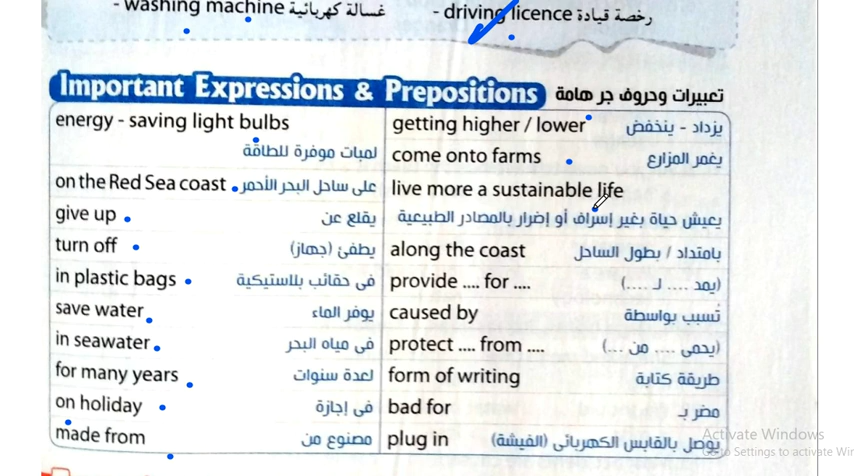 - washing machine غسالة كهربائية
- driving licence رخصة قيادة
Important Expressions & Prepositions تعبيرات وحروف جر هامة
energy - saving light bulbs
لمبات موفرة للطاقة
on the Red Sea coast على ساحل البحر الأحمر
give up يقلع عن
turn off يطفئ (جهاز)
in plastic bags فى حقائب بلاستيكية
save water يوفر الماء
in seawater فى مياه البحر
for many years لعدة سنوات
on holiday فى إجازة
made from مصنوع من
getting higher / lower يزداد - ينخفض
come onto farms يغمر المزارع
live more a sustainable life
يعيش حياة بغير إسراف أو إضرار بالمصادر الطبيعية
along the coast بامتداد / بطول الساحل
provide .... for .... (يمد .... لـ ....)
caused by تُسبب بواسطة
protect .... from .... (يحمى .... من ...)
form of writing طريقة كتابة
bad for مضر بـ
plug in يوصل بالقابس الكهربائى (الفيشة)
Activate Windows
Go to Settings to activate Win